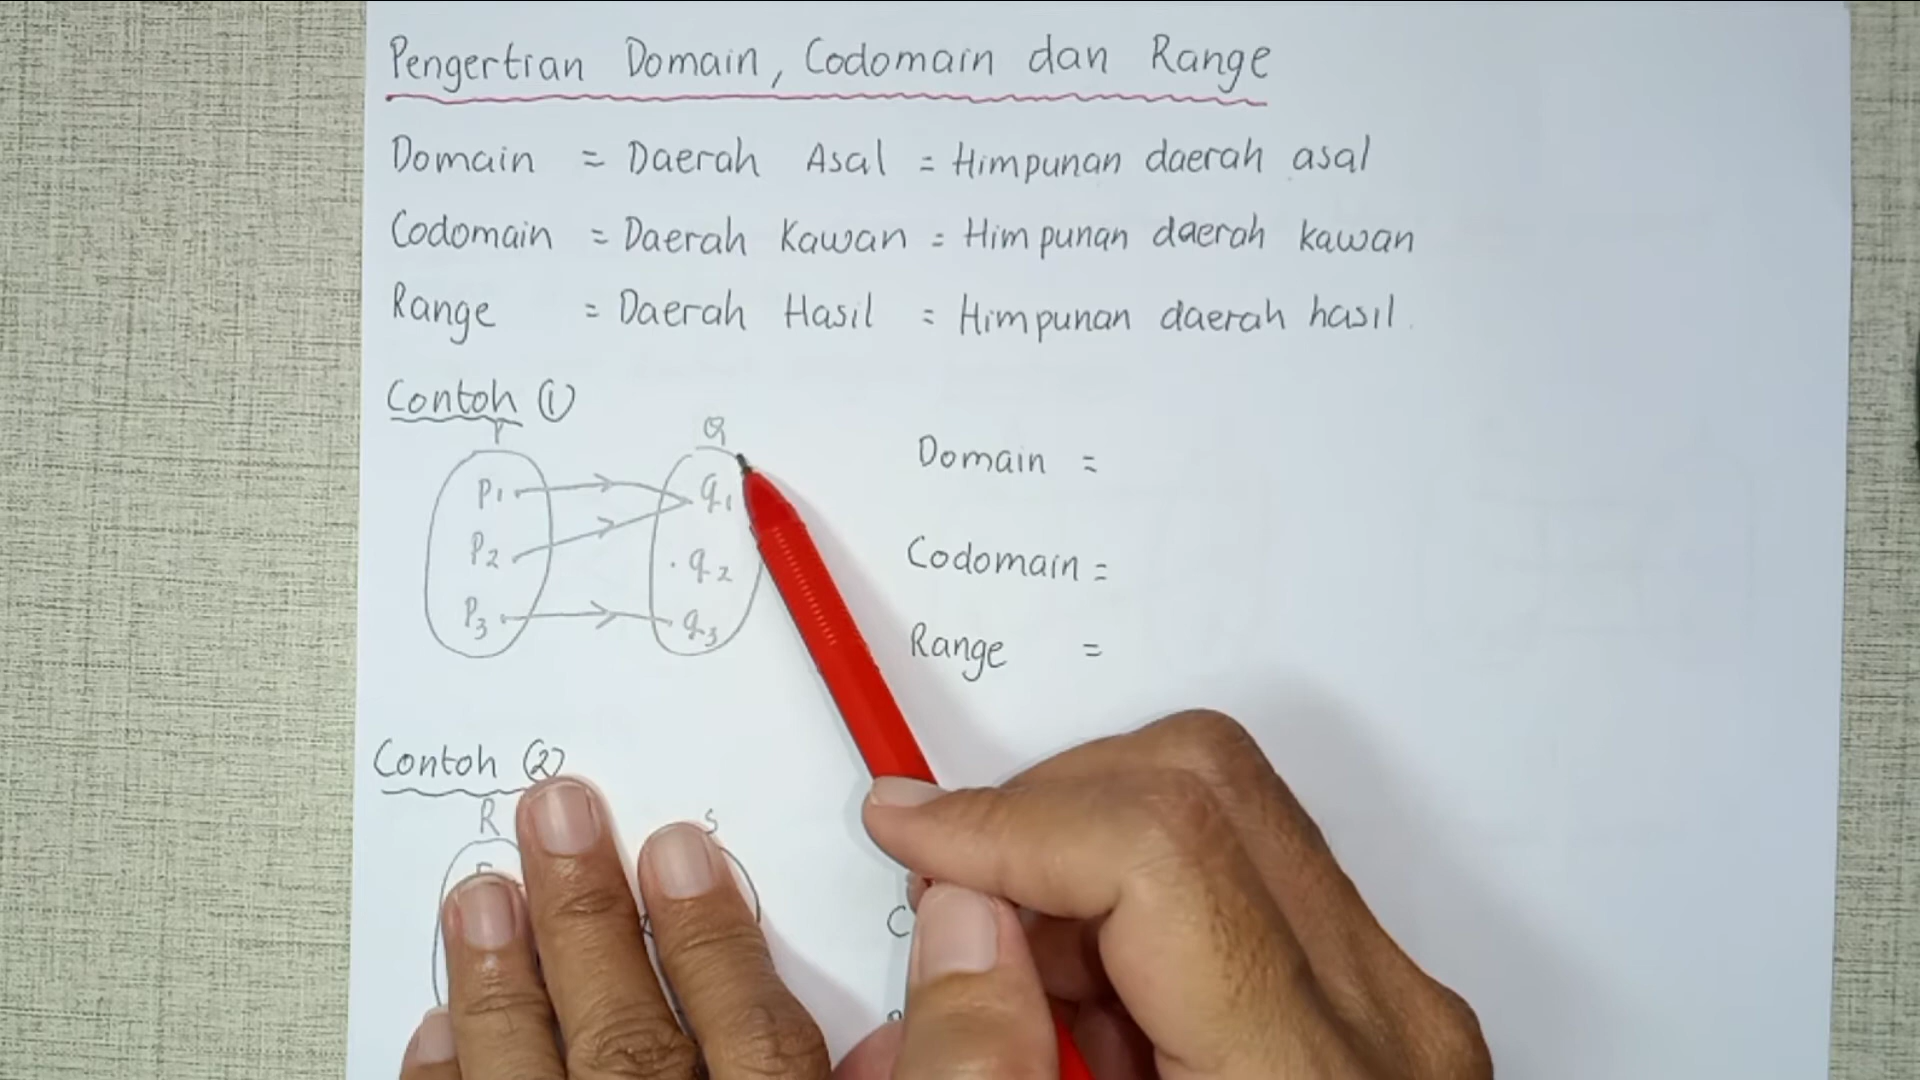 Pengertian Domain, Codomain dan Range
Domain = Daerah Asal = Himpunan daerah asal
Codomain = Daerah Kawan = Himpunan daerah kawan
Range = Daerah Hasil = Himpunan daerah hasil
Contoh (1)
P
Q
p1
p2
p3
q1
q2
q3
Domain =
Codomain =
Range =
Contoh (2)
R
S
C